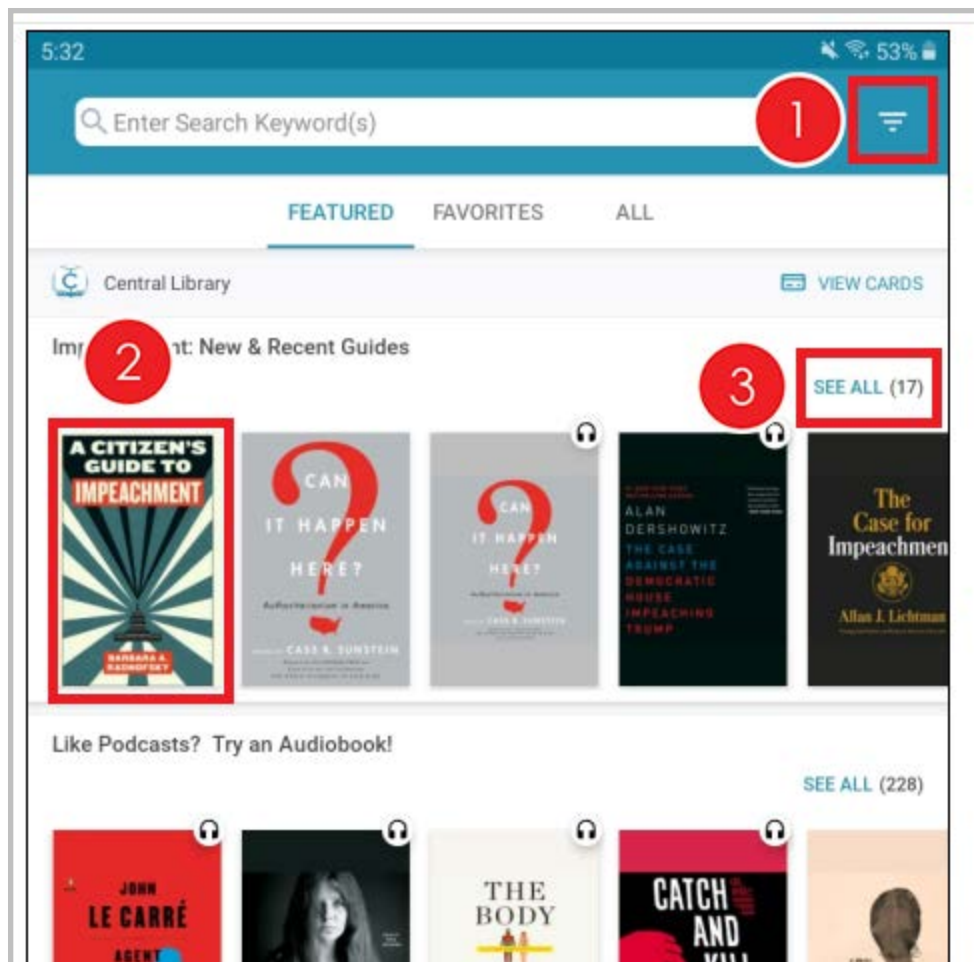 5:32
53%
Enter Search Keyword(s)
1
FEATURED FAVORITES ALL
Central Library
VIEW CARDS
nt: New & Recent Guides
2
3
SEE ALL (17)
A CITIZEN'S
GUIDE TO
IMPEACHMENT
BARBARA A.
RADNOFSKY
CAN
IT HAPPEN
HERE?
Authoritarianism in America
CASS R. SUNSTEIN
CAN
IT HAPPEN
HERE?
CASS R. SUNSTEIN
ALAN
DERSHOWITZ
THE CASE
AGAINST THE
DEMOCRATIC
HOUSE
IMPEACHING
TRUMP
The
Case for
Impeachmen
Allan J. Lichtman
Like Podcasts? Try an Audiobook!
SEE ALL (228)
JOHN
LE CARRÉ
AGENT
THE
BODY
CATCH
AND
KILL